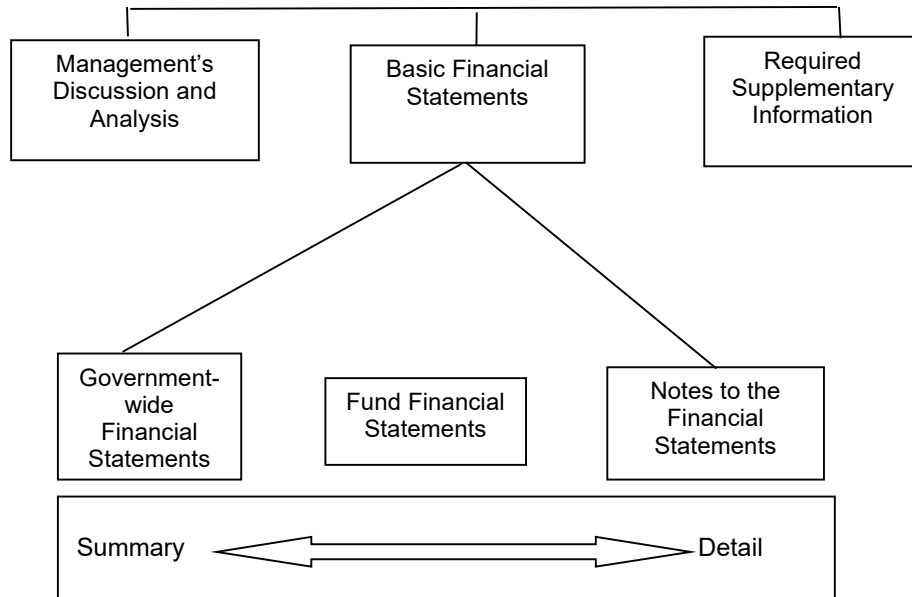 Management’s
Discussion and
Analysis
Basic Financial
Statements
Required
Supplementary
Information
Government-
wide
Financial
Statements
Fund Financial
Statements
Notes to the
Financial
Statements
Summary
Detail